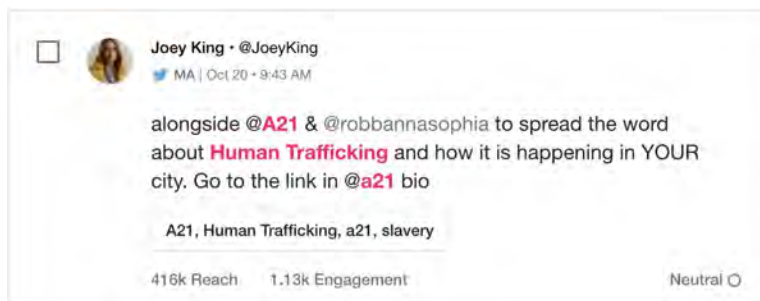 Joey King • @JoeyKing
MA | Oct 20 • 9:43 AM
alongside @A21 & @robbannasophia to spread the word
about Human Trafficking and how it is happening in YOUR
city. Go to the link in @a21 bio
A21, Human Trafficking, a21, slavery
416k Reach 1.13k Engagement Neutral